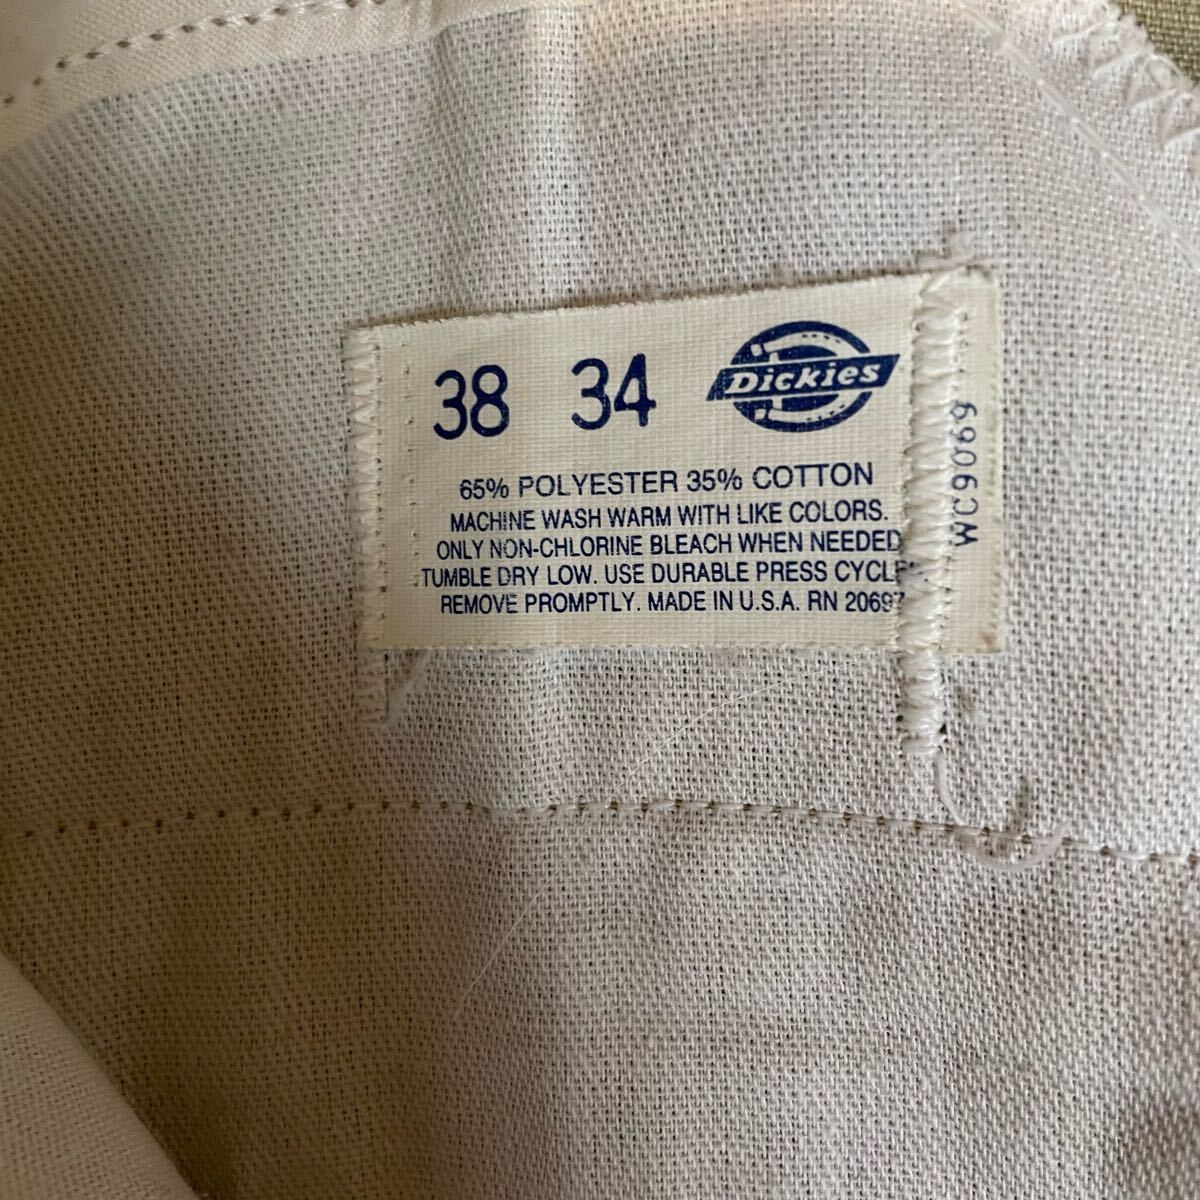 38 34 Dickies
65% POLYESTER 35% COTTON
MACHINE WASH WARM WITH LIKE COLORS.
ONLY NON-CHLORINE BLEACH WHEN NEEDED
TUMBLE DRY LOW. USE DURABLE PRESS CYCLE
REMOVE PROMPTLY. MADE IN U.S.A. RN 20697
WC9069